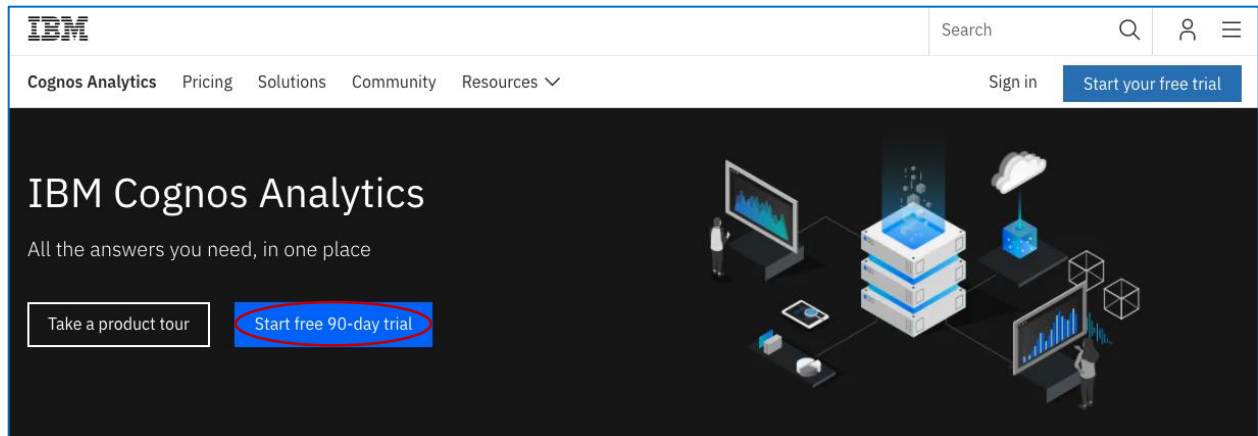 IBM
Search
Cognos Analytics Pricing Solutions Community Resources Sign in Start your free trial
IBM Cognos Analytics
All the answers you need, in one place
Take a product tour Start free 90-day trial